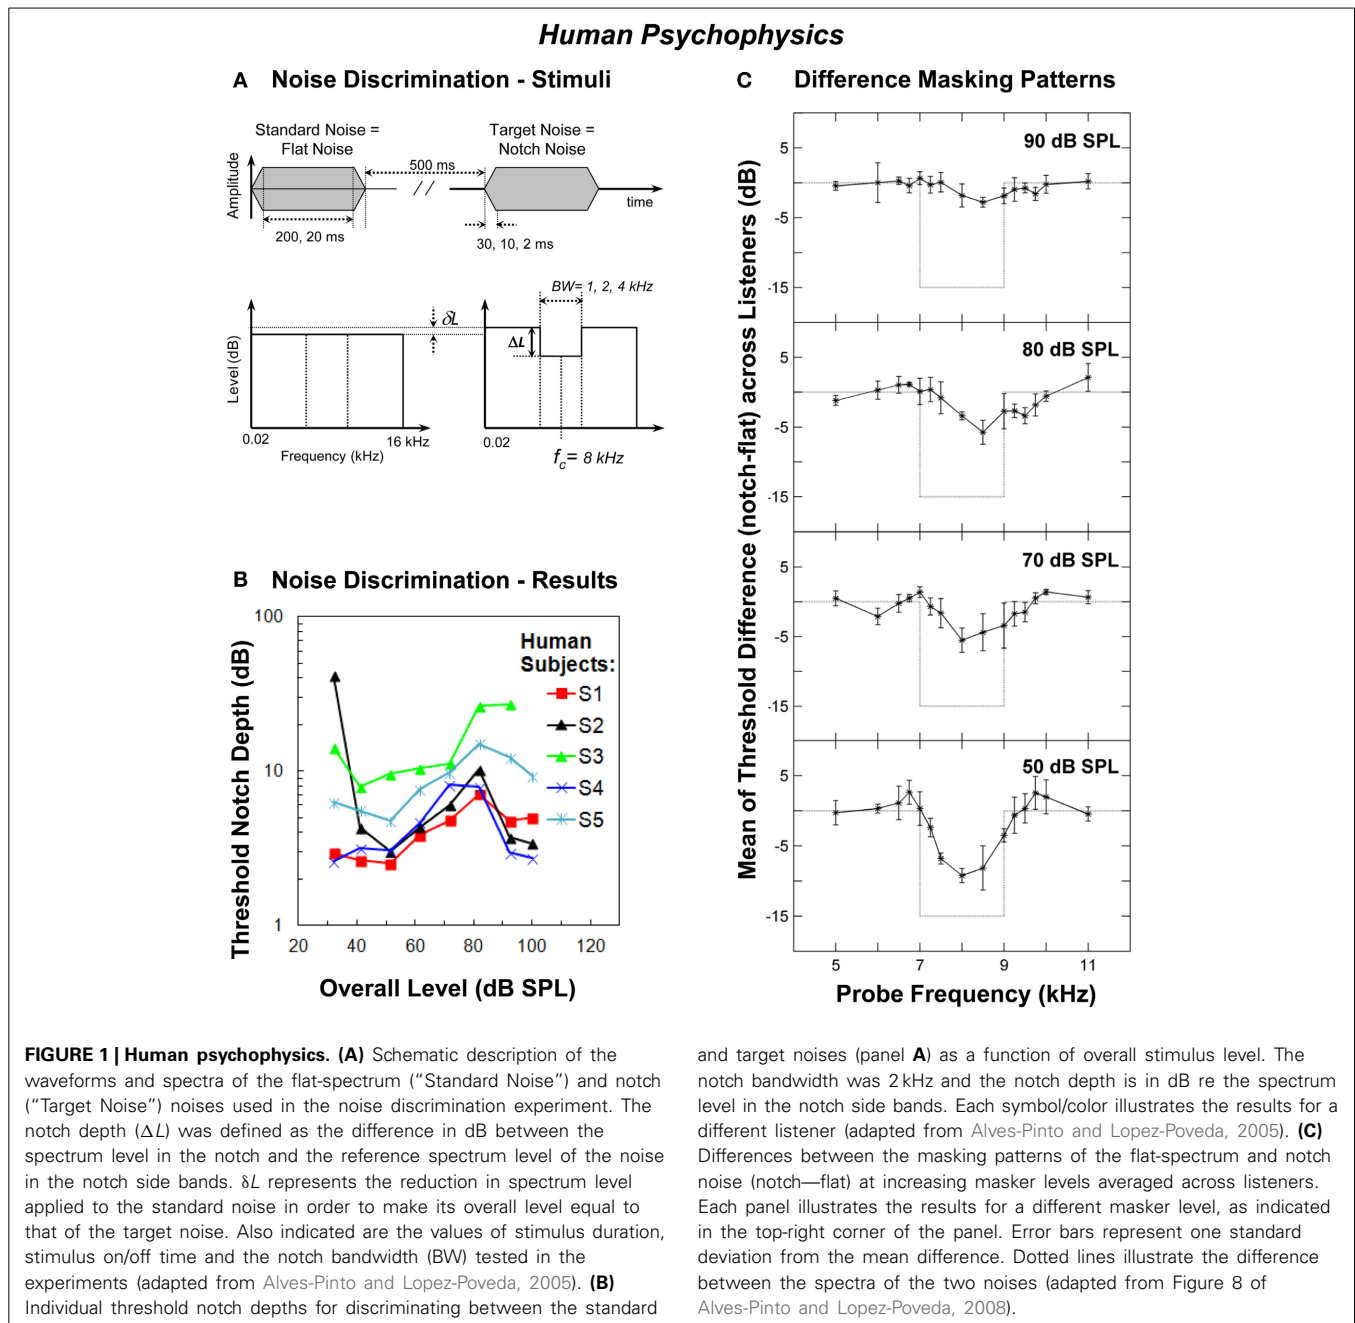 Human Psychophysics
A Noise Discrimination - Stimuli
Standard Noise =
Flat Noise
Target Noise =
Notch Noise
500 ms
Amplitude
time
200, 20 ms
30, 10, 2 ms
BW= 1, 2, 4 kHz
δL
ΔL
Level (dB)
0.02
16 kHz
0.02
Frequency (kHz)
fc= 8 kHz
B Noise Discrimination - Results
Threshold Notch Depth (dB)
100
10
1
Human
Subjects:
S1
S2
S3
S4
S5
20 40 60 80 100 120
Overall Level (dB SPL)
C Difference Masking Patterns
Mean of Threshold Difference (notch-flat) across Listeners (dB)
90 dB SPL
5
-5
-15
80 dB SPL
5
-5
-15
70 dB SPL
5
-5
-15
50 dB SPL
5
-5
-15
5 7 9 11
Probe Frequency (kHz)
FIGURE 1 | Human psychophysics. (A) Schematic description of the
waveforms and spectra of the flat-spectrum (“Standard Noise”) and notch
(“Target Noise”) noises used in the noise discrimination experiment. The
notch depth (ΔL) was defined as the difference in dB between the
spectrum level in the notch and the reference spectrum level of the noise
in the notch side bands. δL represents the reduction in spectrum level
applied to the standard noise in order to make its overall level equal to
that of the target noise. Also indicated are the values of stimulus duration,
stimulus on/off time and the notch bandwidth (BW) tested in the
experiments (adapted from Alves-Pinto and Lopez-Poveda, 2005). (B)
Individual threshold notch depths for discriminating between the standard
and target noises (panel A) as a function of overall stimulus level. The
notch bandwidth was 2 kHz and the notch depth is in dB re the spectrum
level in the notch side bands. Each symbol/color illustrates the results for a
different listener (adapted from Alves-Pinto and Lopez-Poveda, 2005). (C)
Differences between the masking patterns of the flat-spectrum and notch
noise (notch—flat) at increasing masker levels averaged across listeners.
Each panel illustrates the results for a different masker level, as indicated
in the top-right corner of the panel. Error bars represent one standard
deviation from the mean difference. Dotted lines illustrate the difference
between the spectra of the two noises (adapted from Figure 8 of
Alves-Pinto and Lopez-Poveda, 2008).